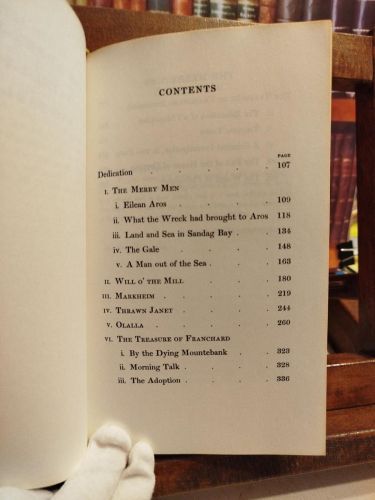 CONTENTS
PAGE
Dedication . . . . . 107
I. THE MERRY MEN
i. Eilean Aros . . . . 109
ii. What the Wreck had brought to Aros 118
iii. Land and Sea in Sandag Bay . . 134
iv. The Gale . . . . 148
v. A Man out of the Sea . . . 163
II. WILL O' THE MILL . . . . 180
III. MARKHEIM . . . . . 219
IV. THRAWN JANET . . . . 244
V. OLALLA . . . . . 260
VI. THE TREASURE OF FRANCHARD
i. By the Dying Mountebank . . 323
ii. Morning Talk . . . . 328
iii. The Adoption . . . . 336